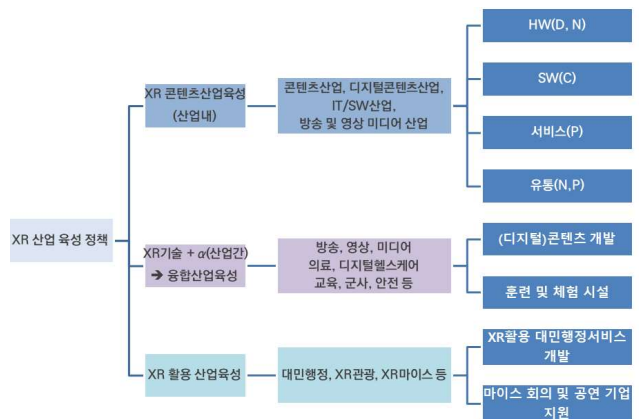 XR 산업 육성 정책
XR 콘텐츠산업육성
(산업내)
콘텐츠산업, 디지털콘텐츠산업,
IT/SW산업,
방송 및 영상 미디어 산업
HW(D, N)
SW(C)
서비스(P)
유통(N,P)
XR기술 + α(산업간)
➔ 융합산업육성
방송, 영상, 미디어
의료, 디지털헬스케어
교육, 군사, 안전 등
(디지털)콘텐츠 개발
훈련 및 체험 시설
XR 활용 산업육성
대민행정, XR관광, XR마이스 등
XR활용 대민행정서비스
개발
마이스 회의 및 공연 기업
지원